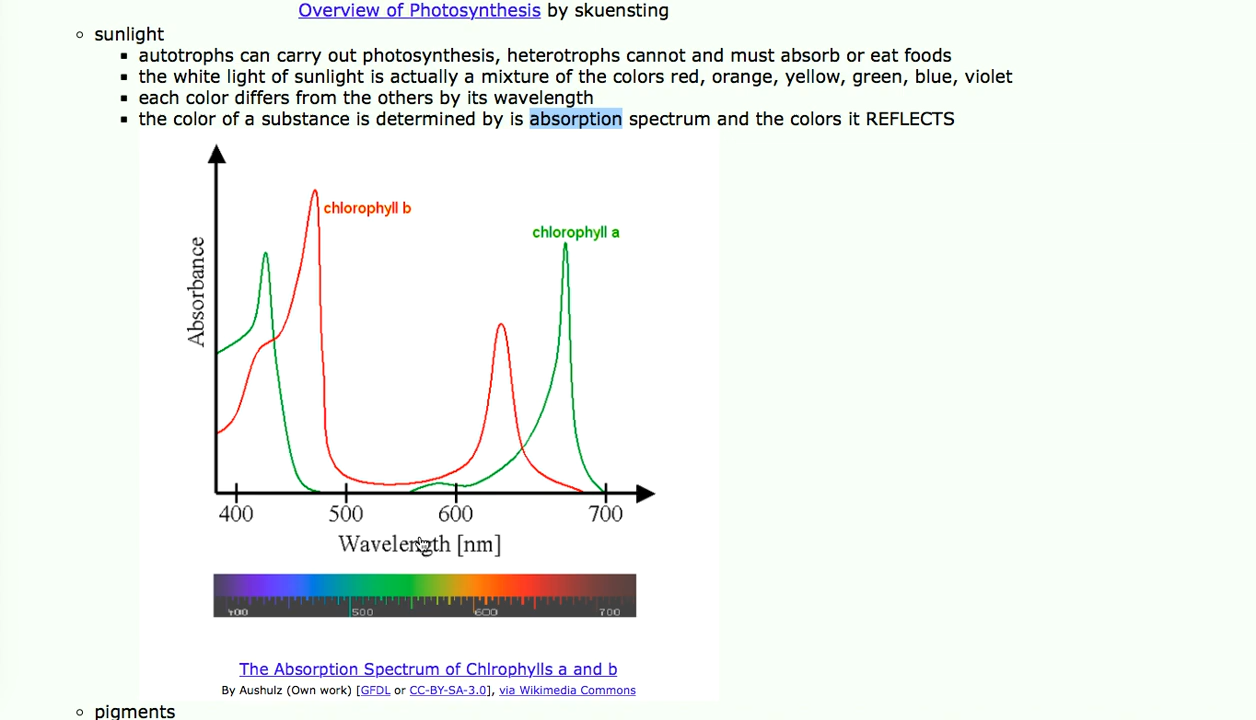 Overview of Photosynthesis by skuensting
sunlight
autotrophs can carry out photosynthesis, heterotrophs cannot and must absorb or eat foods
the white light of sunlight is actually a mixture of the colors red, orange, yellow, green, blue, violet
each color differs from the others by its wavelength
the color of a substance is determined by is absorption spectrum and the colors it REFLECTS
chlorophyll b
chlorophyll a
Absorbance
400 500 600 700
Wavelength [nm]
400 500 600 700
The Absorption Spectrum of Chlrophylls a and b
By Aushulz (Own work) [GFDL or CC-BY-SA-3.0], via Wikimedia Commons
pigments